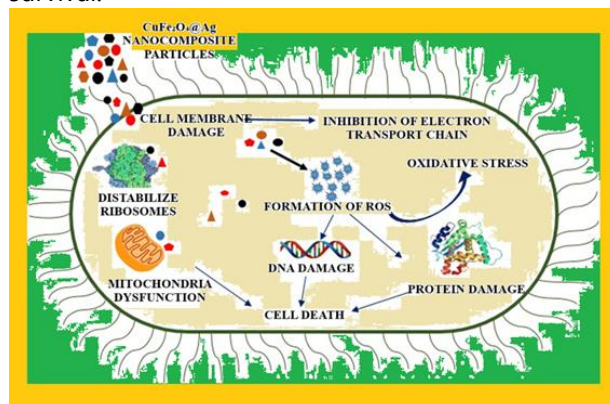 survival.
CuFe₂O₄@Ag
NANOCOMPOSITE
PARTICLES
CELL MEMBRANE
DAMAGE
INHIBITION OF ELECTRON
TRANSPORT CHAIN
OXIDATIVE STRESS
DISTABILIZE
RIBOSOMES
FORMATION OF ROS
MITOCHONDRIA
DYSFUNCTION
DNA DAMAGE
PROTEIN DAMAGE
CELL DEATH